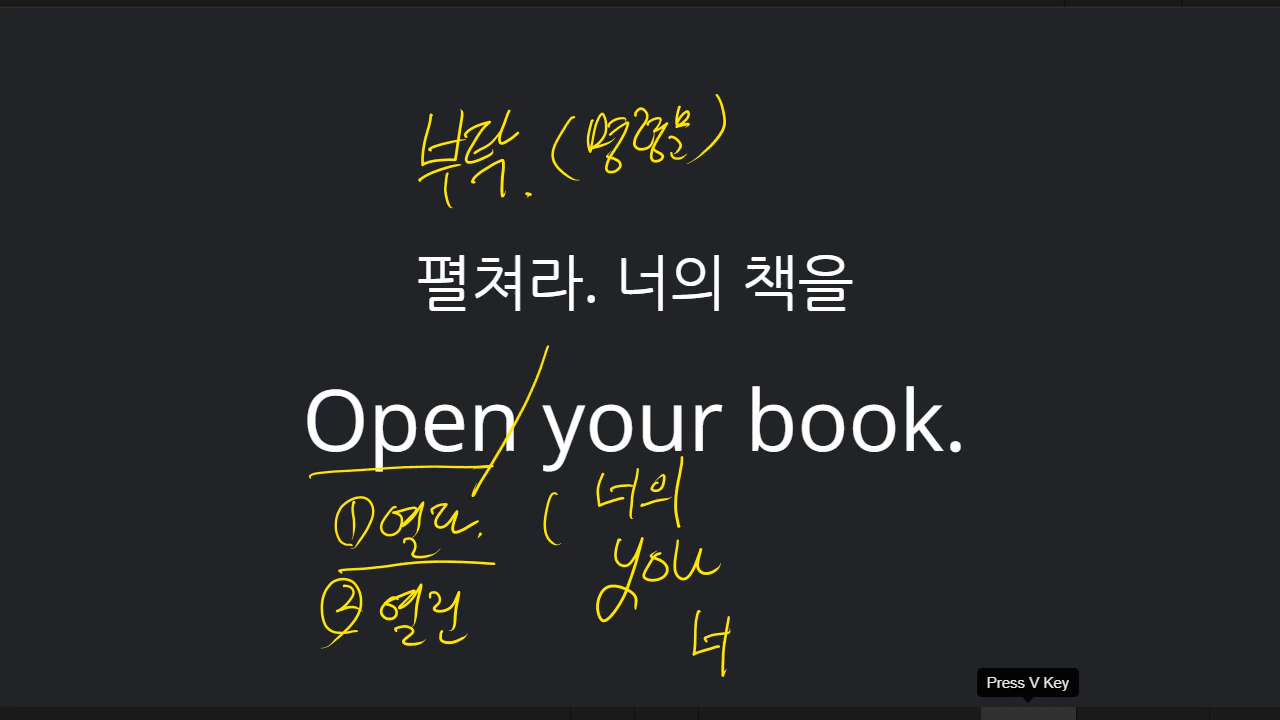 부탁. (명령문)
펼쳐라. 너의 책을
Open your book.
① 열다. ( 너의
you
② 열린
너
Press V Key